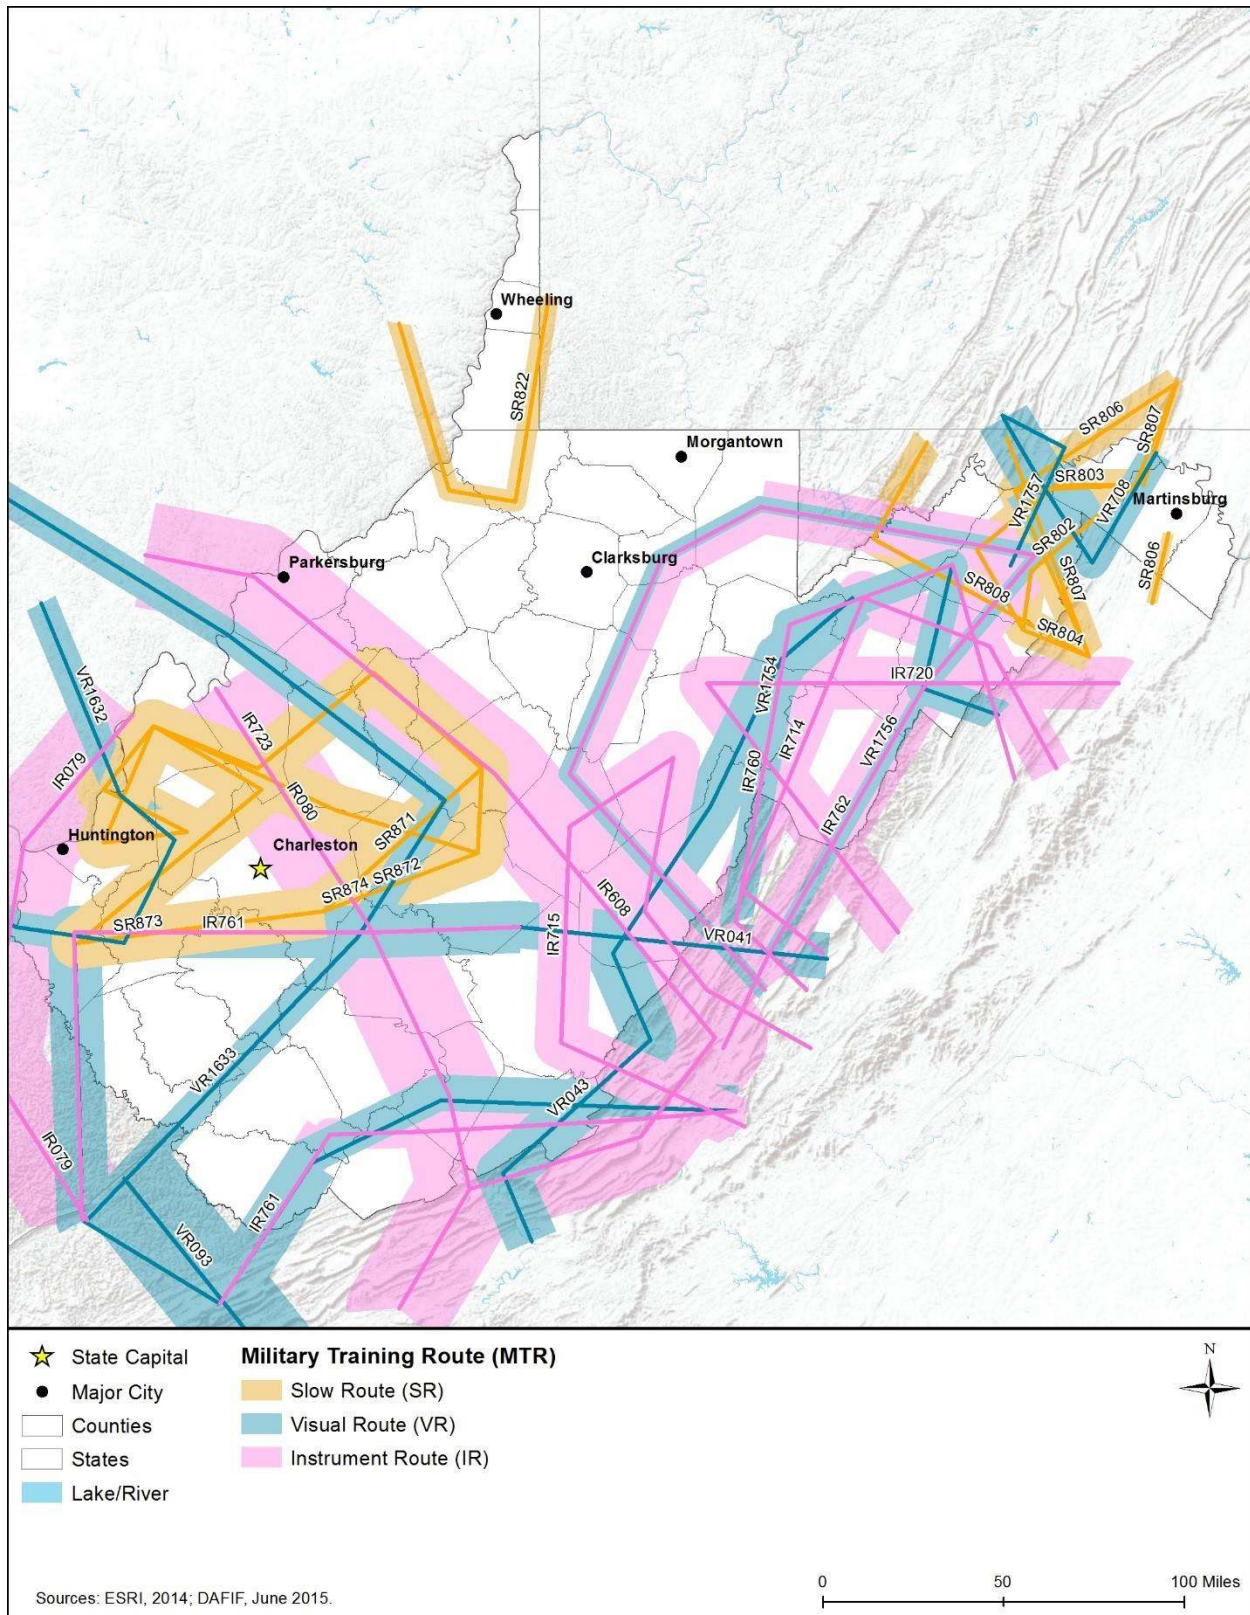 Wheeling
SR822
Morgantown
SR806
SR807
SR803
VR1757
VR708
Martinsburg
Clarksburg
Parkersburg
SR802
SR808
SR807
SR806
SR804
VR1632
IR720
VR1754
IR723
IR714
VR1756
IR079
IR760
IR080
Huntington
Charleston
SR871
IR762
SR874
SR872
SR873
IR761
IR715
IR608
VR041
VR1633
VR043
IR079
IR761
VR093
State Capital
Major City
Counties
States
Lake/River
Military Training Route (MTR)
Slow Route (SR)
Visual Route (VR)
Instrument Route (IR)
N
Sources: ESRI, 2014; DAFIF, June 2015.
0 50 100 Miles